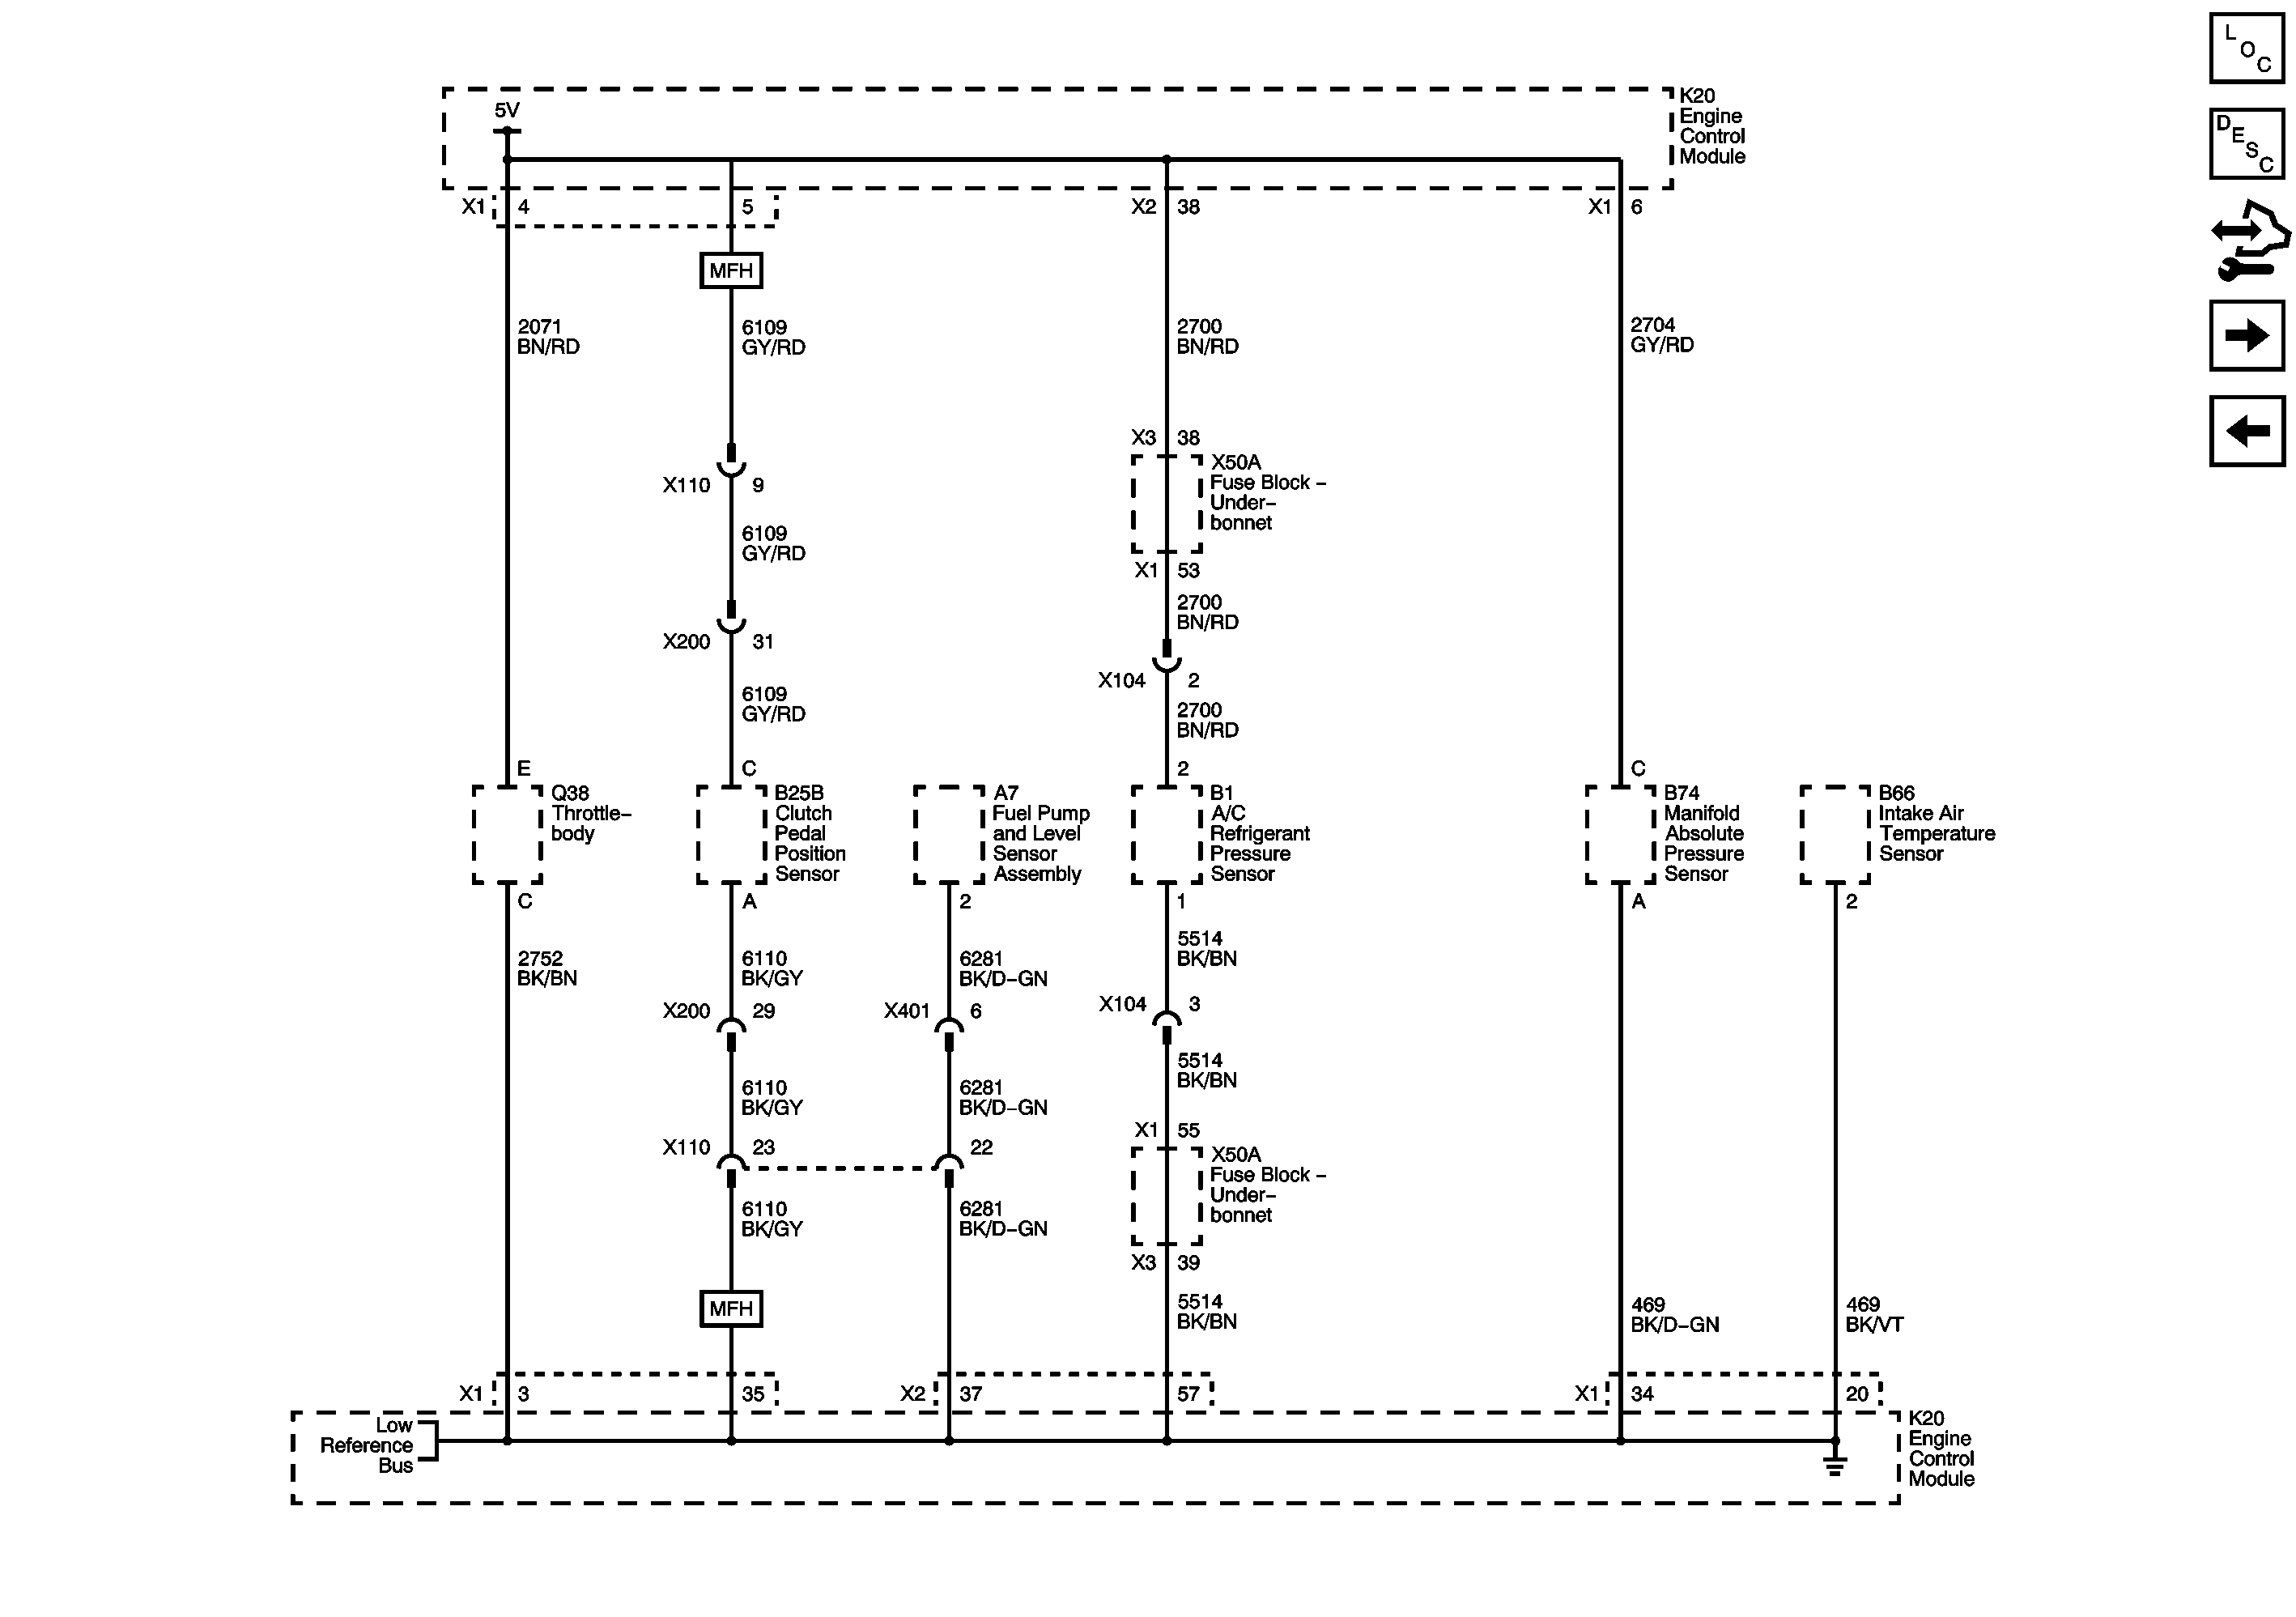 L
O
C
5V
K20
Engine
Control
Module
D
E
S
C
X1 4 5 X2 38 X1 6
MFH
2071
BN/RD
6109
GY/RD
2700
BN/RD
2704
GY/RD
X3 38
X50A
Fuse Block –
Under–
bonnet
X110 9
6109
GY/RD
X1 53
2700
BN/RD
X200 31
X104 2
6109
GY/RD
2700
BN/RD
E C 2 C
Q38
Throttle–
body
B25B
Clutch
Pedal
Position
Sensor
A7
Fuel Pump
and Level
Sensor
Assembly
B1
A/C
Refrigerant
Pressure
Sensor
B74
Manifold
Absolute
Pressure
Sensor
B66
Intake Air
Temperature
Sensor
C A 2 1 A 2
2752
BK/BN
6110
BK/GY
6281
BK/D–GN
5514
BK/BN
X200 29 X401 6 X104 3
6110
BK/GY
6281
BK/D–GN
5514
BK/BN
X110 23 22 X1 55
X50A
Fuse Block –
Under–
bonnet
6110
BK/GY
6281
BK/D–GN
X3 39
MFH
5514
BK/BN
469
BK/D–GN
469
BK/VT
X1 3 35 X2 37 57 X1 34 20
Low
Reference
Bus
K20
Engine
Control
Module